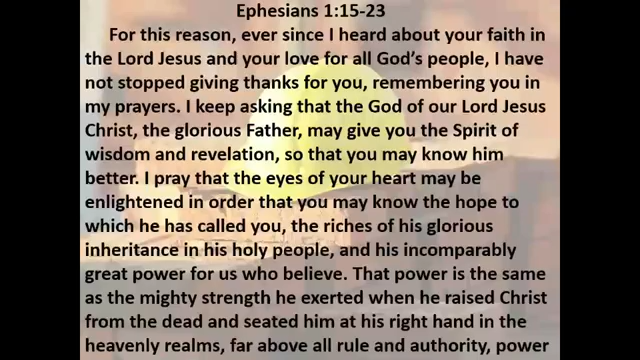 Ephesians 1:15-23
For this reason, ever since I heard about your faith in
the Lord Jesus and your love for all God’s people, I have
not stopped giving thanks for you, remembering you in
my prayers. I keep asking that the God of our Lord Jesus
Christ, the glorious Father, may give you the Spirit of
wisdom and revelation, so that you may know him
better. I pray that the eyes of your heart may be
enlightened in order that you may know the hope to
which he has called you, the riches of his glorious
inheritance in his holy people, and his incomparably
great power for us who believe. That power is the same
as the mighty strength he exerted when he raised Christ
from the dead and seated him at his right hand in the
heavenly realms, far above all rule and authority, power